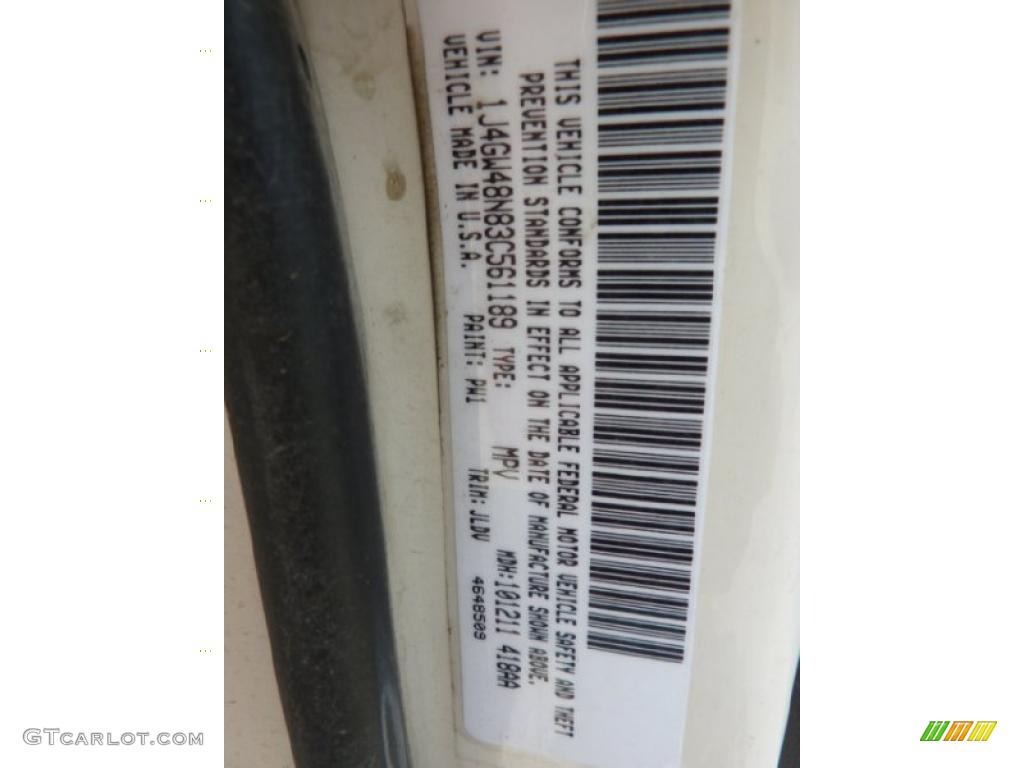 THIS VEHICLE CONFORMS TO ALL APPLICABLE FEDERAL MOTOR VEHICLE SAFETY AND THEFT
PREVENTION STANDARDS IN EFFECT ON THE DATE OF MANUFACTURE SHOWN ABOVE.
VIN: 1J4GW48N83C561189 TYPE: MPV MDH:101211 418AA
VEHICLE MADE IN U.S.A. PAINT: PW1 TRIM: JLDV 4648509
GTCARLOT.COM